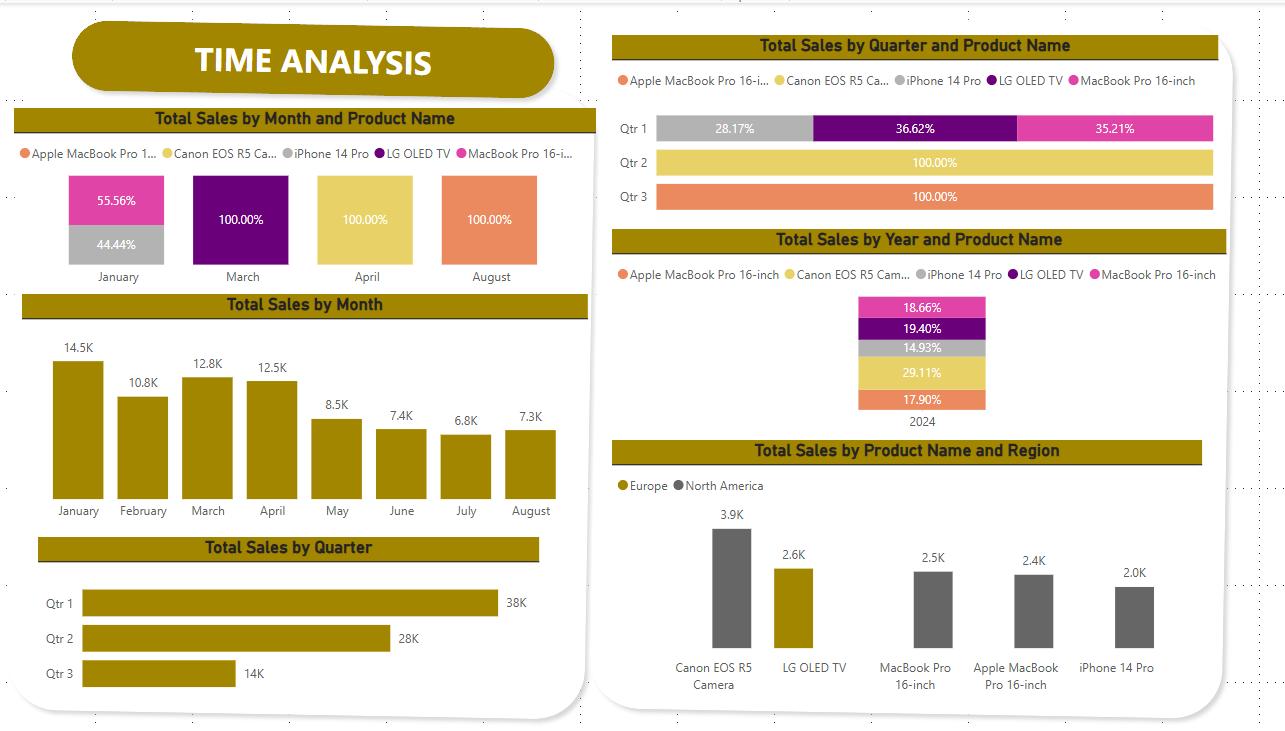 TIME ANALYSIS
Total Sales by Month and Product Name
Apple MacBook Pro 1... Canon EOS R5 Ca... iPhone 14 Pro LG OLED TV MacBook Pro 16-i...
55.56%
44.44%
100.00%
100.00%
100.00%
January March April August
Total Sales by Month
14.5K
10.8K
12.8K
12.5K
8.5K
7.4K
6.8K
7.3K
January February March April May June July August
Total Sales by Quarter
Qtr 1 38K
Qtr 2 28K
Qtr 3 14K
Total Sales by Quarter and Product Name
Apple MacBook Pro 16-i... Canon EOS R5 Ca... iPhone 14 Pro LG OLED TV MacBook Pro 16-inch
Qtr 1 28.17% 36.62% 35.21%
Qtr 2 100.00%
Qtr 3 100.00%
Total Sales by Year and Product Name
Apple MacBook Pro 16-inch Canon EOS R5 Cam... iPhone 14 Pro LG OLED TV MacBook Pro 16-inch
18.66%
19.40%
14.93%
29.11%
17.90%
2024
Total Sales by Product Name and Region
Europe North America
3.9K
2.6K
2.5K
2.4K
2.0K
Canon EOS R5
Camera
LG OLED TV
MacBook Pro
16-inch
Apple MacBook
Pro 16-inch
iPhone 14 Pro